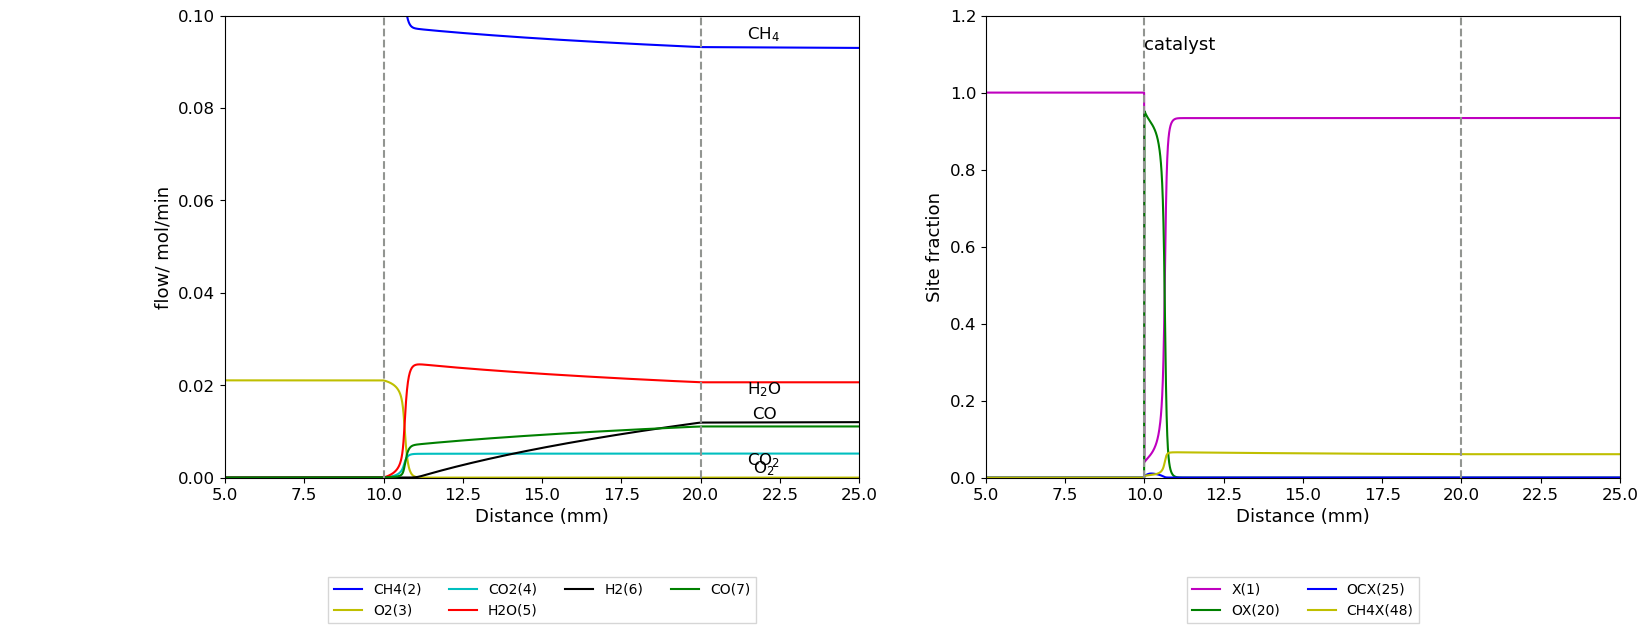 0.10
0.08
0.06
0.04
0.02
0.00
flow/ mol/min
CH₄
H₂O
CO
CO₂
O₂
5.0 7.5 10.0 12.5 15.0 17.5 20.0 22.5 25.0
Distance (mm)
CH4(2) CO2(4) H2(6) CO(7)
O2(3) H2O(5)
1.2
1.0
0.8
0.6
0.4
0.2
0.0
Site fraction
catalyst
5.0 7.5 10.0 12.5 15.0 17.5 20.0 22.5 25.0
Distance (mm)
X(1) OCX(25)
OX(20) CH4X(48)